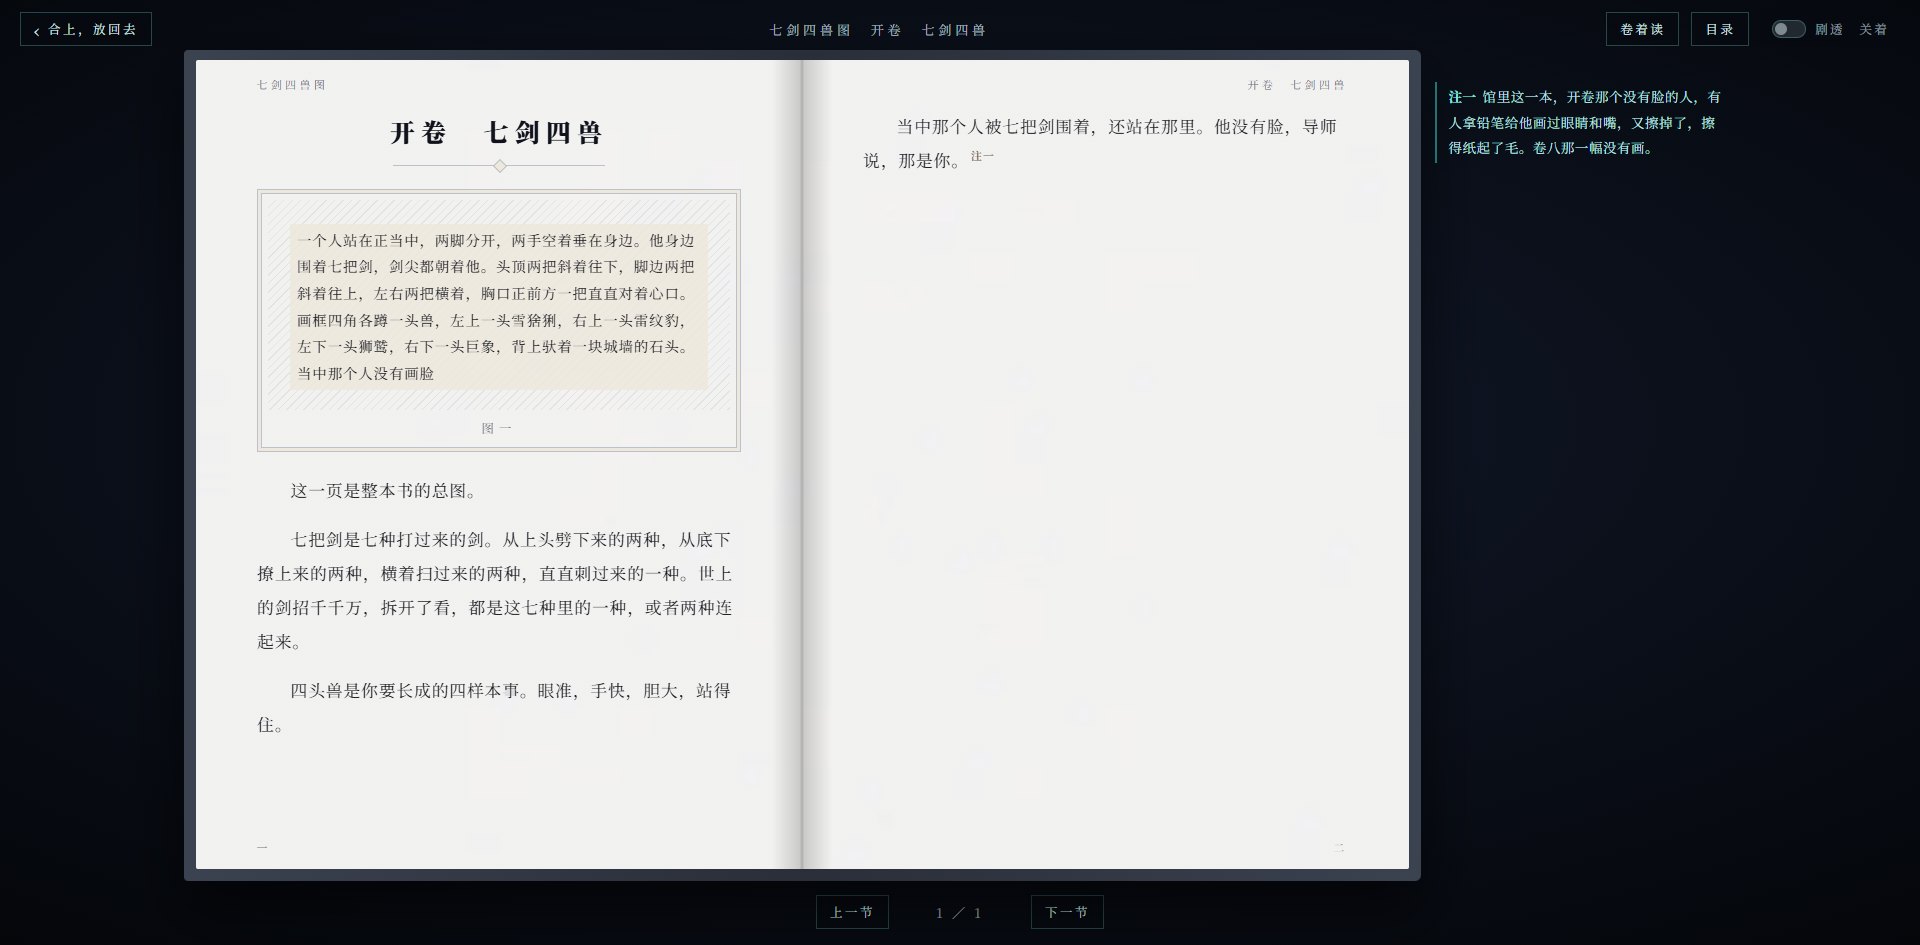 ‹ 合上，放回去
七剑四兽图 开卷 七剑四兽
卷着读
目录
剧透 关着
七剑四兽图
开卷 七剑四兽
一个人站在正当中，两脚分开，两手空着垂在身边。他身边
围着七把剑，剑尖都朝着他。头顶两把斜着往下，脚边两把
斜着往上，左右两把横着，胸口正前方一把直直对着心口。
画框四角各蹲一头兽，左上一头雪猞猁，右上一头雷纹豹，
左下一头狮鹫，右下一头巨象，背上驮着一块城墙的石头。
当中那个人没有画脸
图一
这一页是整本书的总图。
七把剑是七种打过来的剑。从上头劈下来的两种，从底下
撩上来的两种，横着扫过来的两种，直直刺过来的一种。世上
的剑招千千万，拆开了看，都是这七种里的一种，或者两种连
起来。
四头兽是你要长成的四样本事。眼准，手快，胆大，站得
住。
一
开卷 七剑四兽
当中那个人被七把剑围着，还站在那里。他没有脸，导师
说，那是你。注一
二
注一 馆里这一本，开卷那个没有脸的人，有
人拿铅笔给他画过眼睛和嘴，又擦掉了，擦
得纸起了毛。卷八那一幅没有画。
上一节
1 ／ 1
下一节